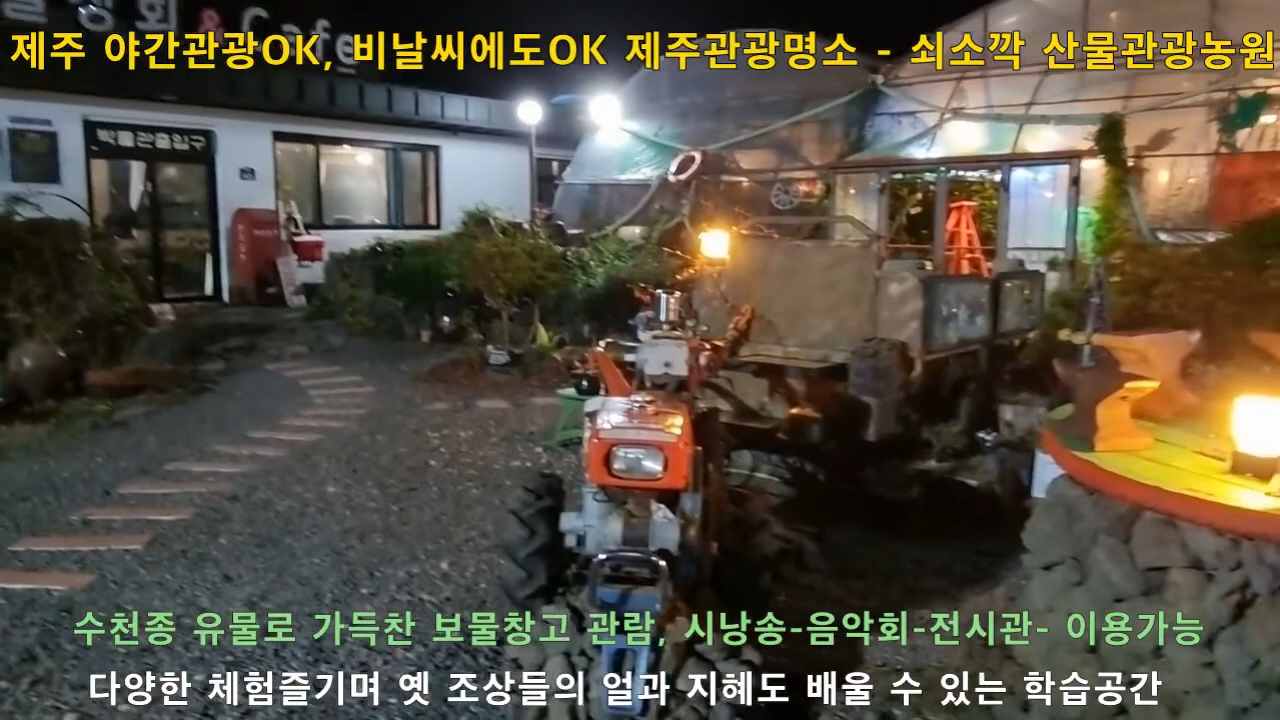 & Cafe
제주 야간관광OK, 비날씨에도OK 제주관광명소 - 쇠소깍 산물관광농원
박물관출입구
수천종 유물로 가득찬 보물창고 관람, 시낭송-음악회-전시관- 이용가능
다양한 체험즐기며 옛 조상들의 얼과 지혜도 배울 수 있는 학습공간